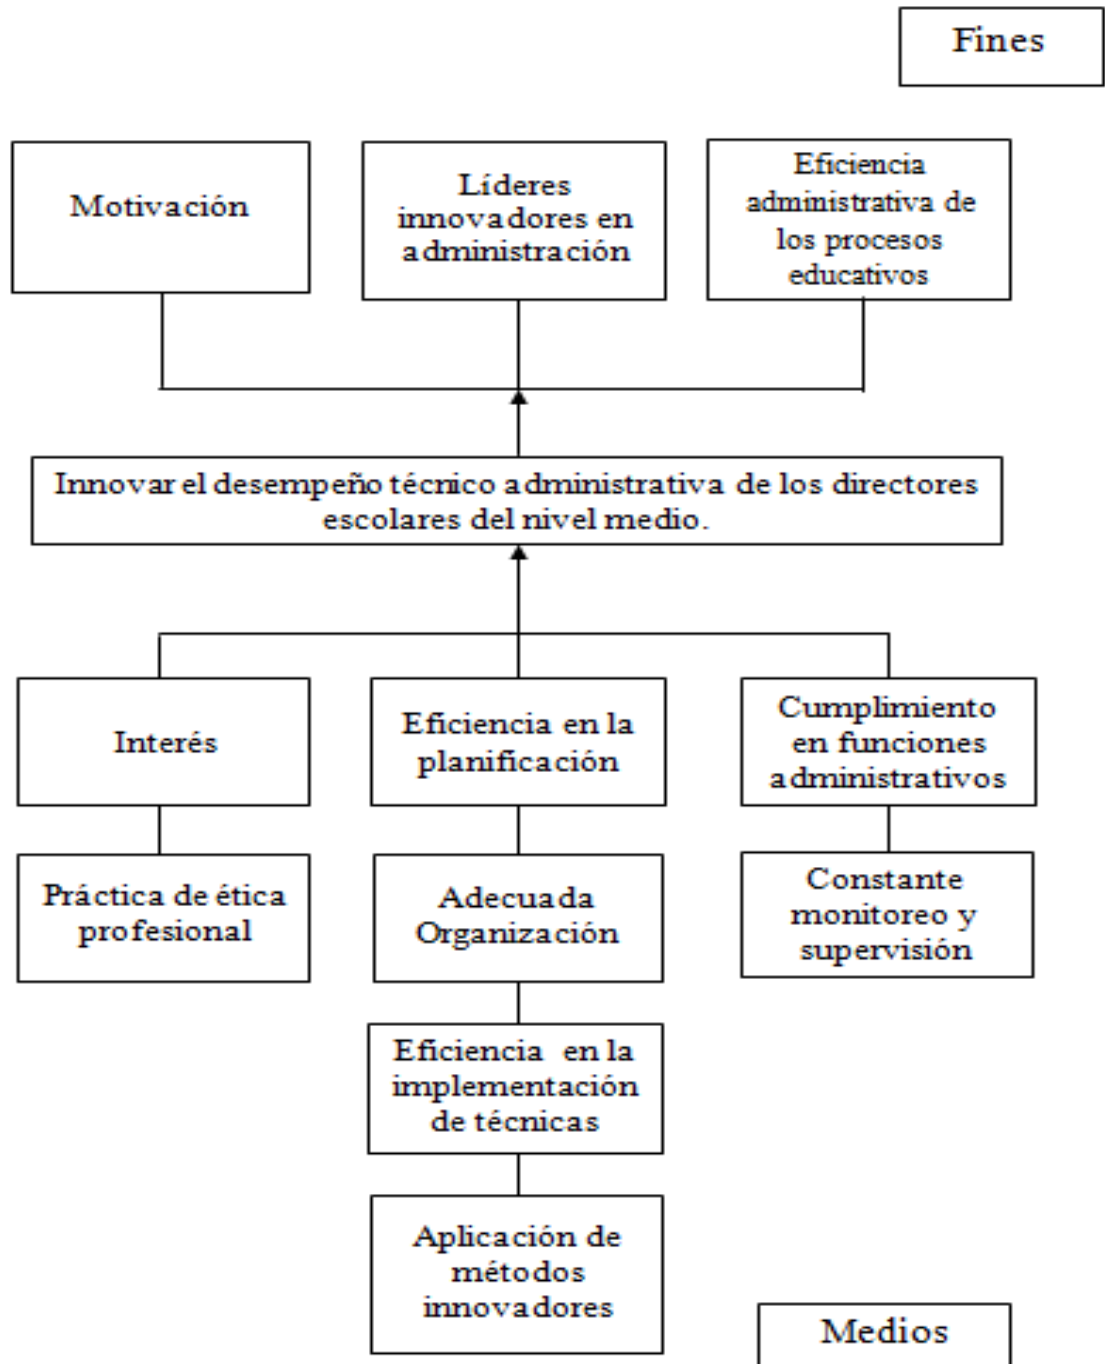 Fines
Motivación
Líderes
innovadores en
administración
Eficiencia
administrativa de
los procesos
educativos
Innovar el desempeño técnico administrativa de los directores
escolares del nivel medio.
Interés
Eficiencia en la
planificación
Cumplimiento
en funciones
administrativos
Práctica de ética
profesional
Adecuada
Organización
Constante
monitoreo y
supervisión
Eficiencia en la
implementación
de técnicas
Aplicación de
métodos
innovadores
Medios